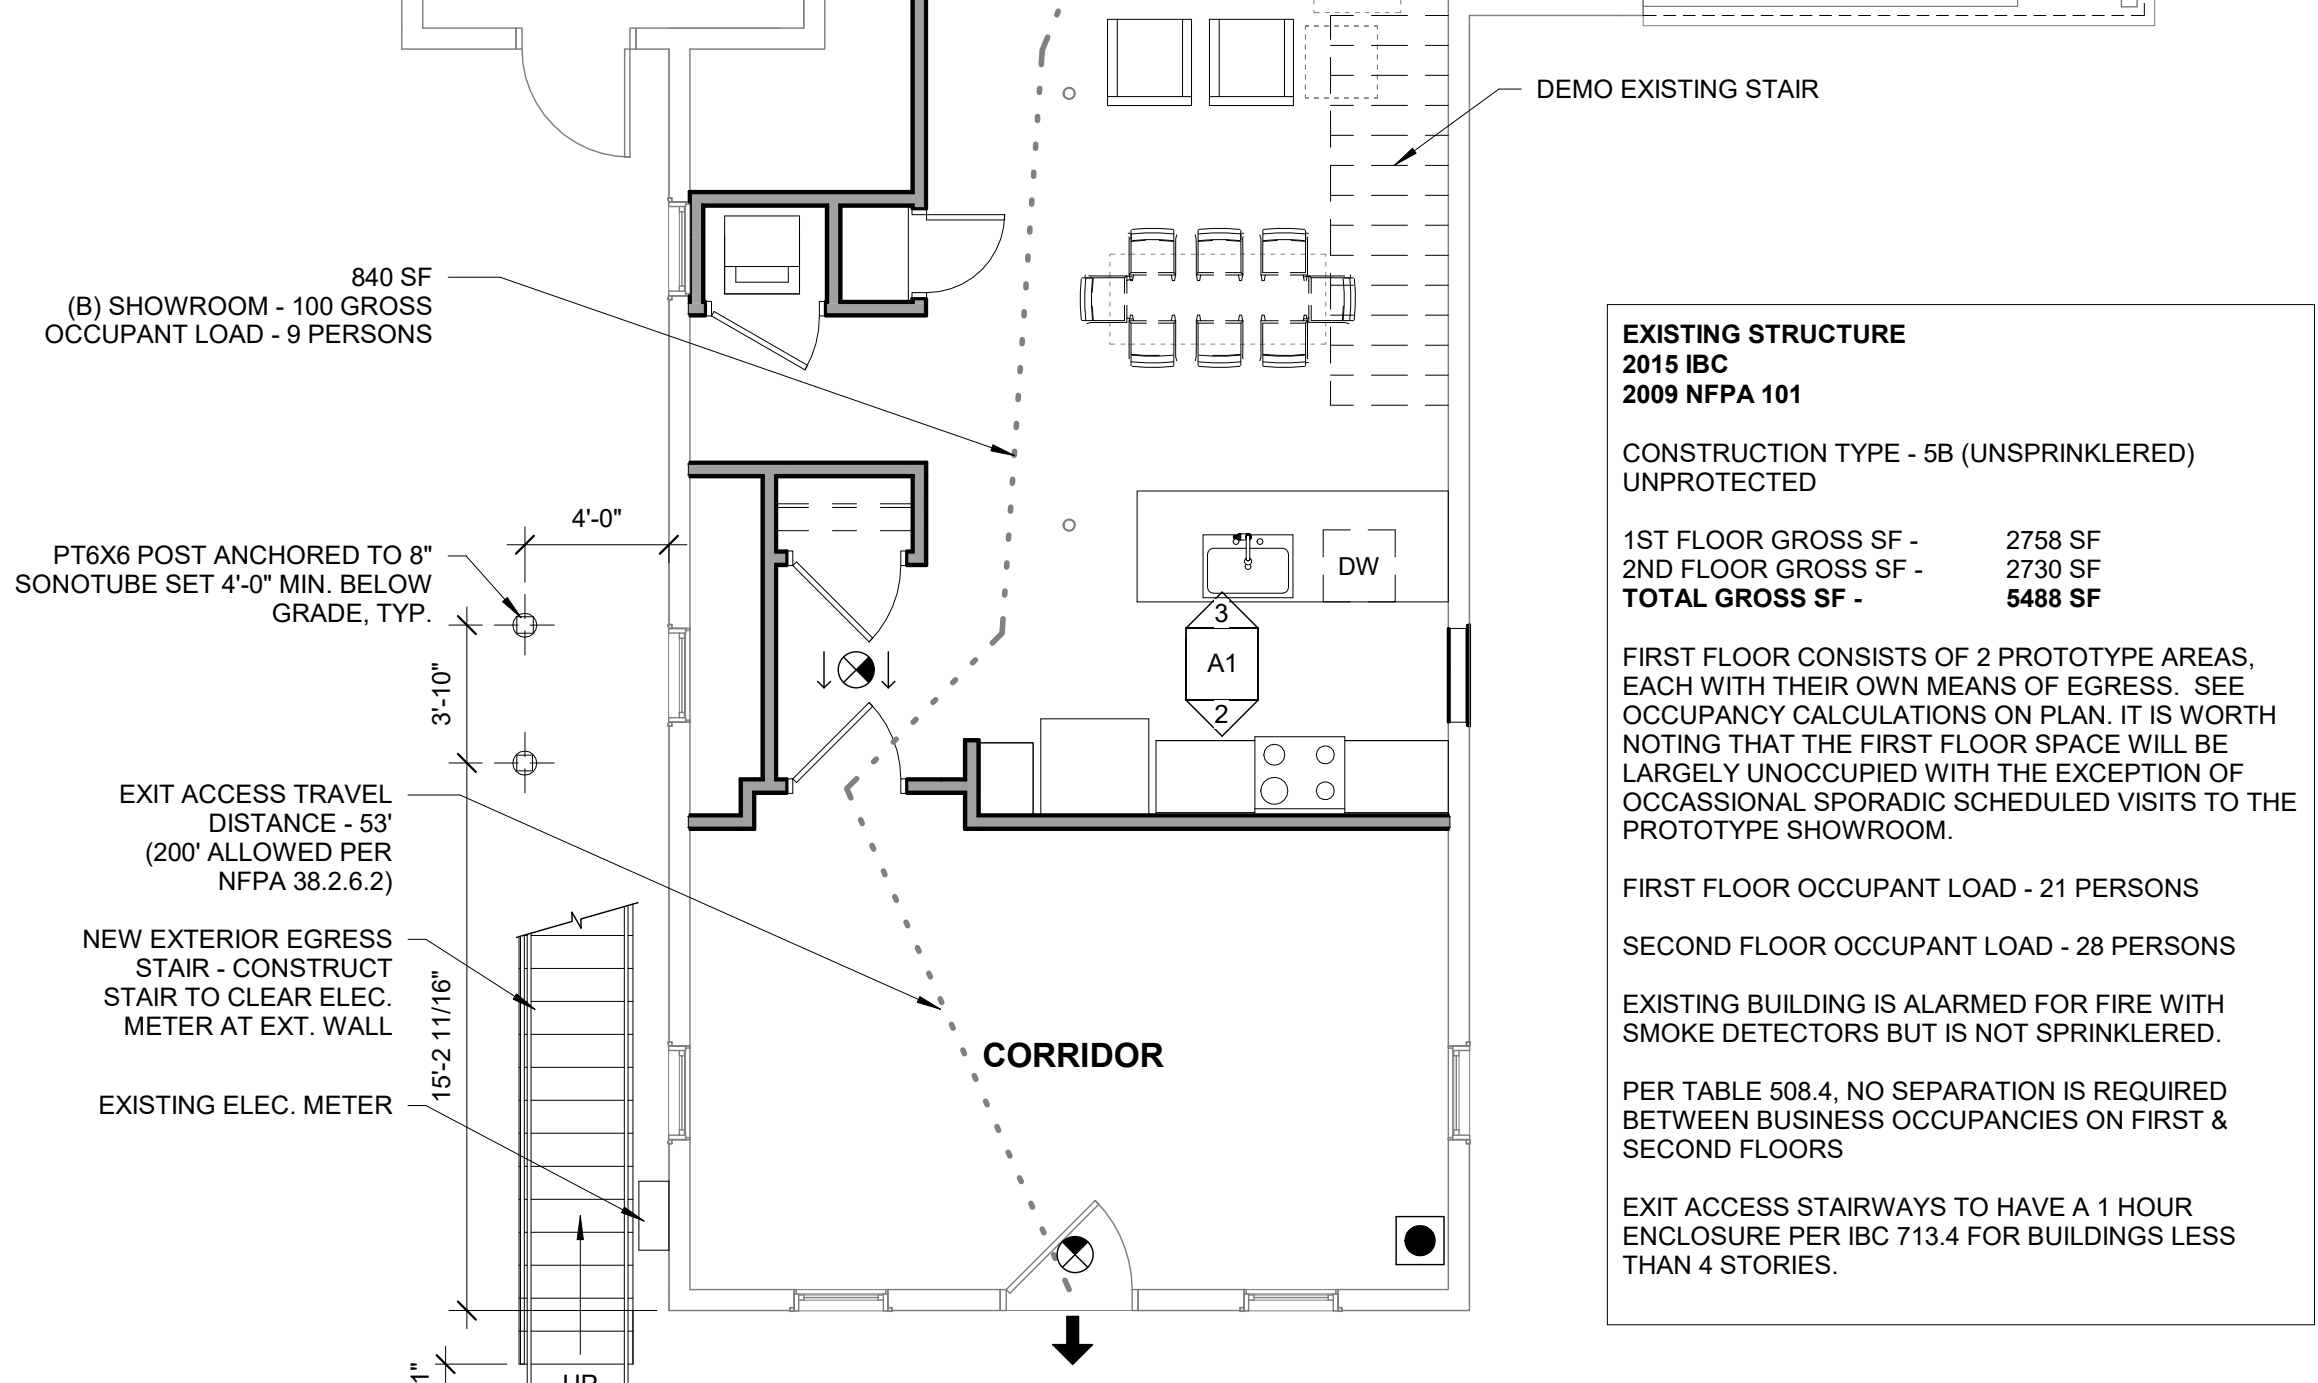 DEMO EXISTING STAIR
840 SF
(B) SHOWROOM - 100 GROSS
OCCUPANT LOAD - 9 PERSONS
4'-0"
PT6X6 POST ANCHORED TO 8"
SONOTUBE SET 4'-0" MIN. BELOW
GRADE, TYP.
3'-10"
EXIT ACCESS TRAVEL
DISTANCE - 53'
(200' ALLOWED PER
NFPA 38.2.6.2)
NEW EXTERIOR EGRESS
STAIR - CONSTRUCT
STAIR TO CLEAR ELEC.
METER AT EXT. WALL
15'-2 11/16"
EXISTING ELEC. METER
DW
3
A1
2
CORRIDOR
UP
EXISTING STRUCTURE
2015 IBC
2009 NFPA 101
CONSTRUCTION TYPE - 5B (UNSPRINKLERED)
UNPROTECTED
1ST FLOOR GROSS SF - 2758 SF
2ND FLOOR GROSS SF - 2730 SF
TOTAL GROSS SF - 5488 SF
FIRST FLOOR CONSISTS OF 2 PROTOTYPE AREAS,
EACH WITH THEIR OWN MEANS OF EGRESS. SEE
OCCUPANCY CALCULATIONS ON PLAN. IT IS WORTH
NOTING THAT THE FIRST FLOOR SPACE WILL BE
LARGELY UNOCCUPIED WITH THE EXCEPTION OF
OCCASSIONAL SPORADIC SCHEDULED VISITS TO THE
PROTOTYPE SHOWROOM.
FIRST FLOOR OCCUPANT LOAD - 21 PERSONS
SECOND FLOOR OCCUPANT LOAD - 28 PERSONS
EXISTING BUILDING IS ALARMED FOR FIRE WITH
SMOKE DETECTORS BUT IS NOT SPRINKLERED.
PER TABLE 508.4, NO SEPARATION IS REQUIRED
BETWEEN BUSINESS OCCUPANCIES ON FIRST &
SECOND FLOORS
EXIT ACCESS STAIRWAYS TO HAVE A 1 HOUR
ENCLOSURE PER IBC 713.4 FOR BUILDINGS LESS
THAN 4 STORIES.